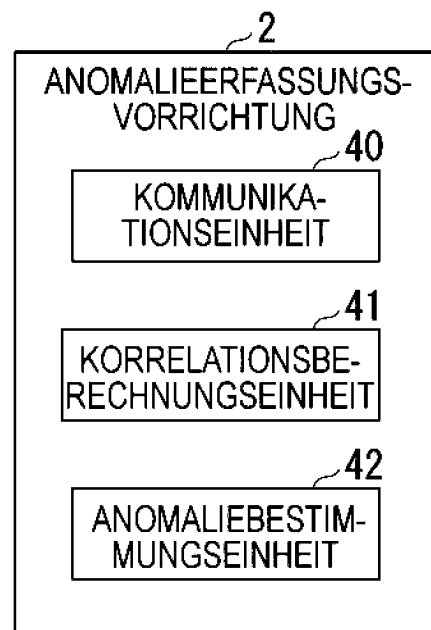 2
ANOMALIEERFASSUNGS-
VORRICHTUNG
40
KOMMUNIKA-
TIONSEINHEIT
41
KORRELATIONSBE-
RECHNUNGSEINHEIT
42
ANOMALIEBESTIM-
MUNGSEINHEIT